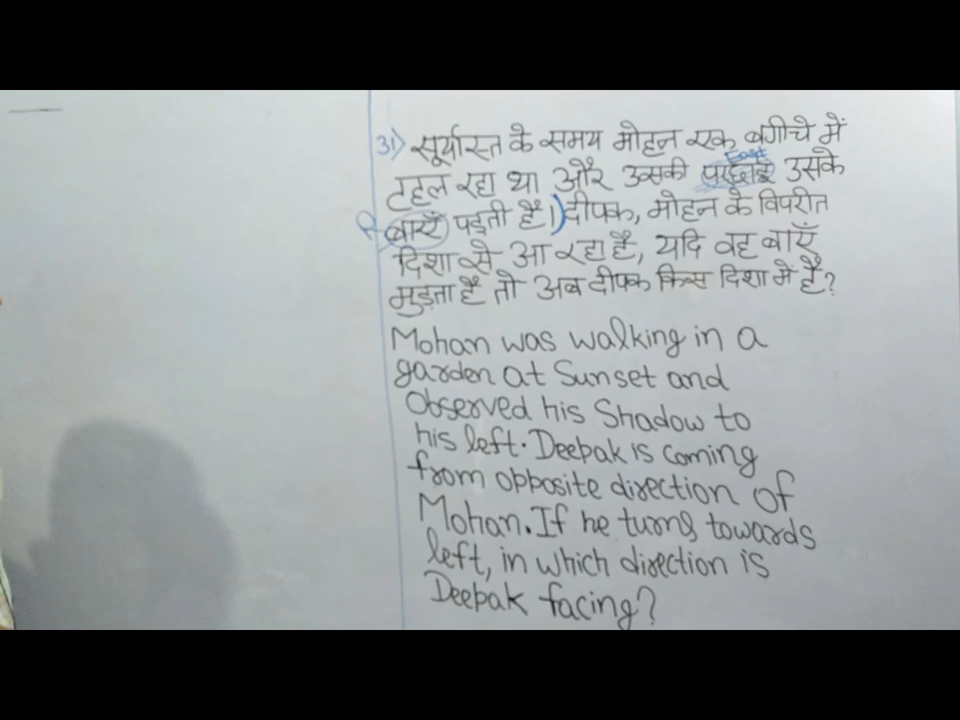 31) सूर्यास्त के समय मोहन एक बगीचे में
East
टहल रहा था और उसकी परछाई उसके
बाएँ पड़ती है।) दीपक, मोहन के विपरीत
दिशा से आ रहा है, यदि वह बाएँ
मुड़ता है तो अब दीपक किस दिशा में है?
Mohan was walking in a
garden at Sunset and
Observed his Shadow to
his left. Deepak is coming
from opposite direction of
Mohan. If he turns towards
left, in which direction is
Deepak facing?